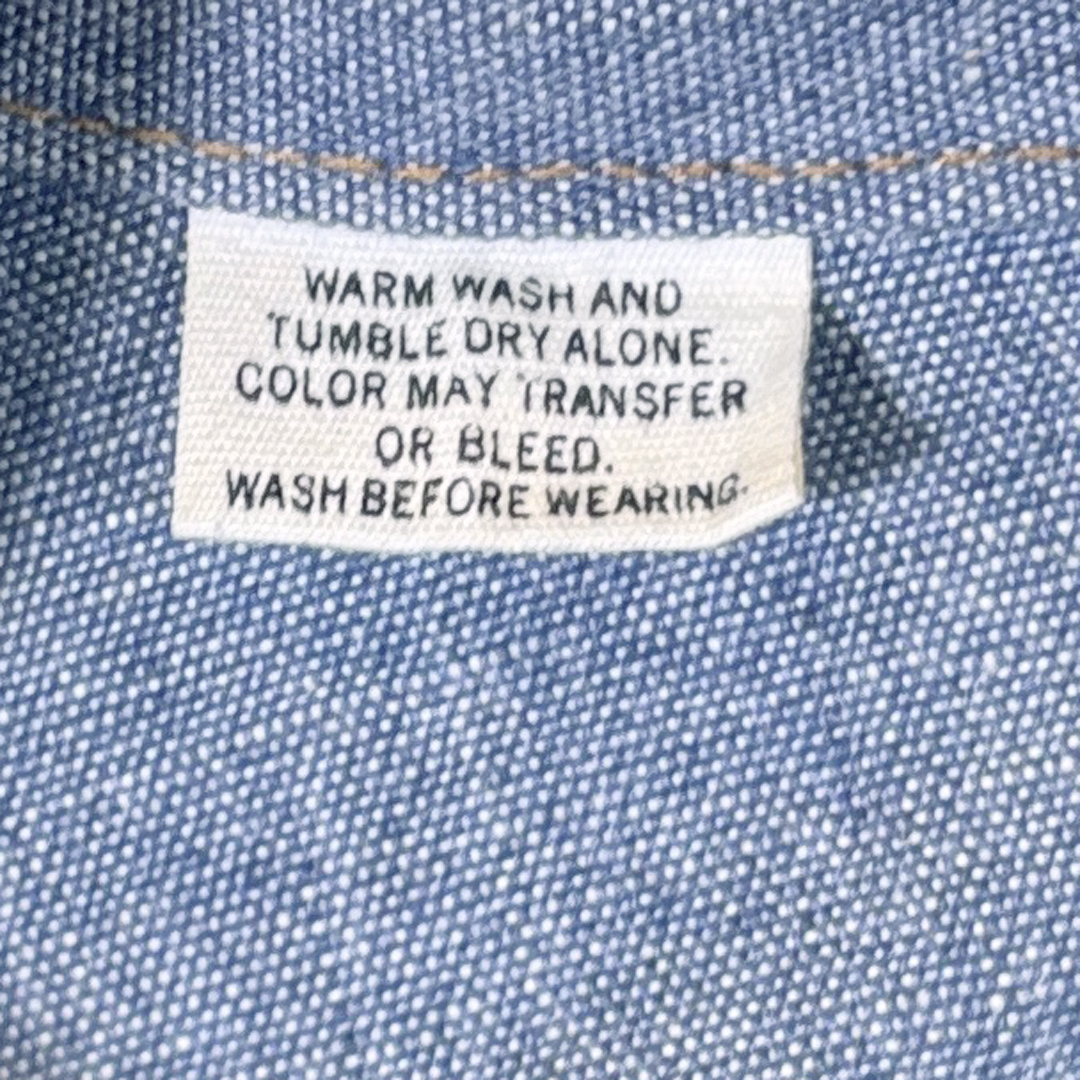 WARM WASH AND
TUMBLE DRY ALONE.
COLOR MAY TRANSFER
OR BLEED.
WASH BEFORE WEARING.